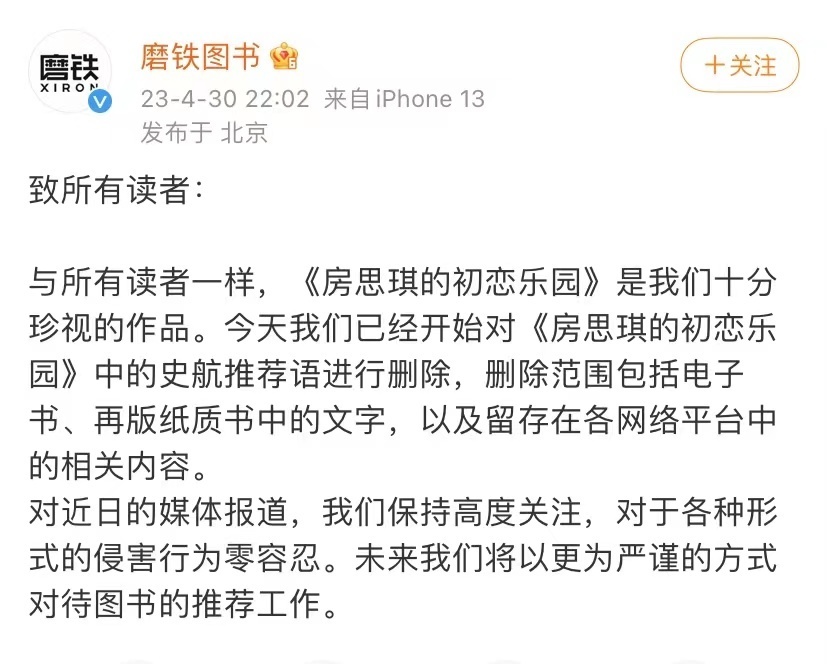 磨铁
XIRON
磨铁图书
23-4-30 22:02 来自iPhone 13
发布于 北京
+关注
致所有读者：
与所有读者一样，《房思琪的初恋乐园》是我们十分
珍视的作品。今天我们已经开始对《房思琪的初恋乐
园》中的史航推荐语进行删除，删除范围包括电子
书、再版纸质书中的文字，以及留存在各网络平台中
的相关内容。
对近日的媒体报道，我们保持高度关注，对于各种形
式的侵害行为零容忍。未来我们将以更为严谨的方式
对待图书的推荐工作。